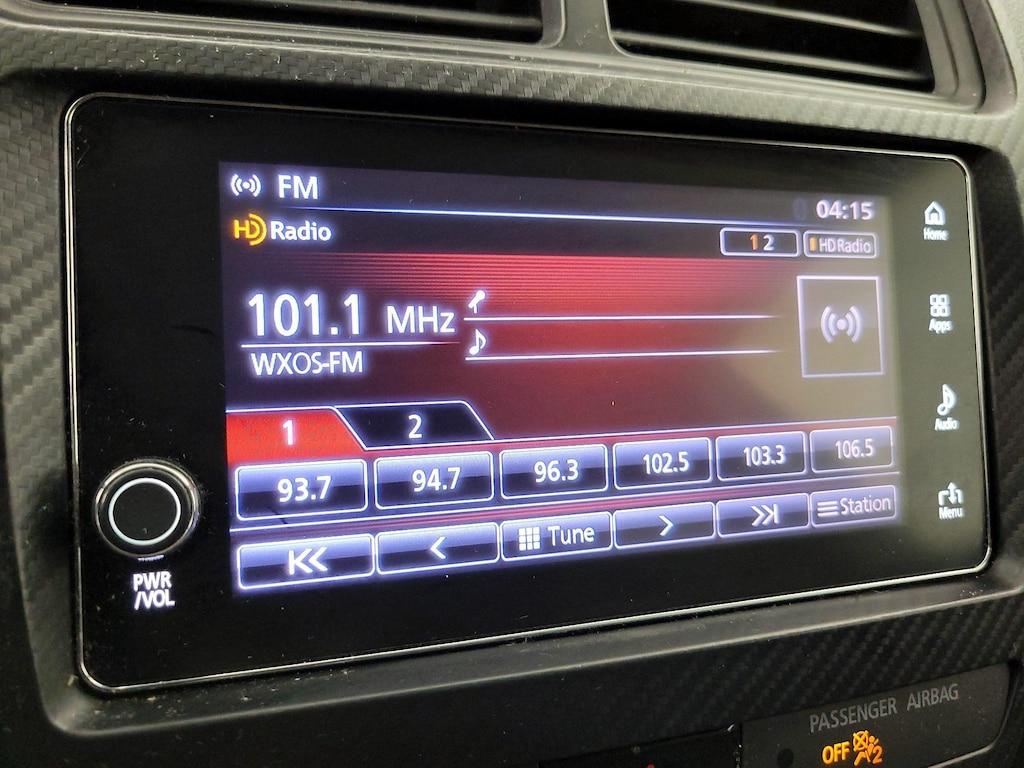 FM
04:15
HD Radio
1 2
HD Radio
Home
101.1 MHz
WXOS-FM
Apps
Audio
1
2
93.7
94.7
96.3
102.5
103.3
106.5
Tune
Station
Menu
PWR
/VOL
PASSENGER AIRBAG
OFF 2